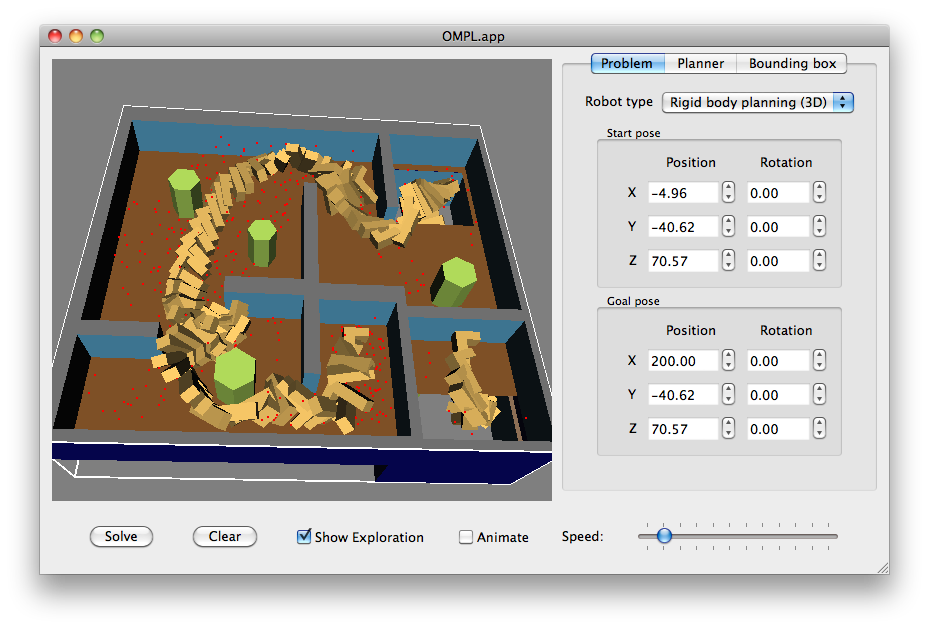 OMPL.app
Problem Planner Bounding box
Robot type Rigid body planning (3D)
Start pose
Position Rotation
X −4.96 0.00
Y −40.62 0.00
Z 70.57 0.00
Goal pose
Position Rotation
X 200.00 0.00
Y −40.62 0.00
Z 70.57 0.00
Solve Clear Show Exploration Animate Speed: